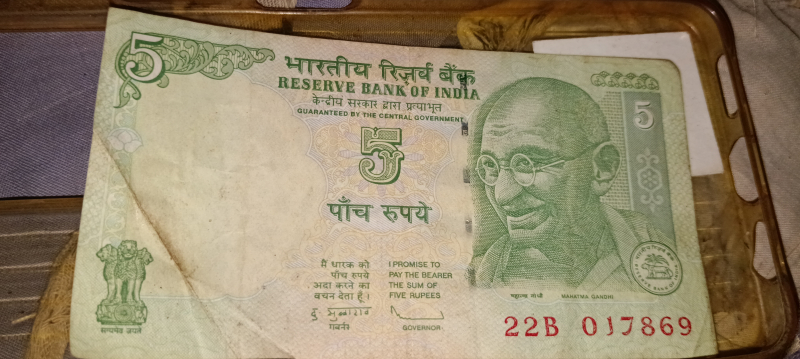 5
भारतीय रिज़र्व बैंक
RESERVE BANK OF INDIA
केन्द्रीय सरकार द्वारा प्रत्याभूत
GUARANTEED BY THE CENTRAL GOVERNMENT
5
5
पाँच रुपये
मैं धारक को
पाँच रुपये
अदा करने का
वचन देता हूँ।
I PROMISE TO
PAY THE BEARER
THE SUM OF
FIVE RUPEES
गवर्नर
GOVERNOR
महात्मा गांधी
MAHATMA GANDHI
सत्यमेव जयते
22B 017869